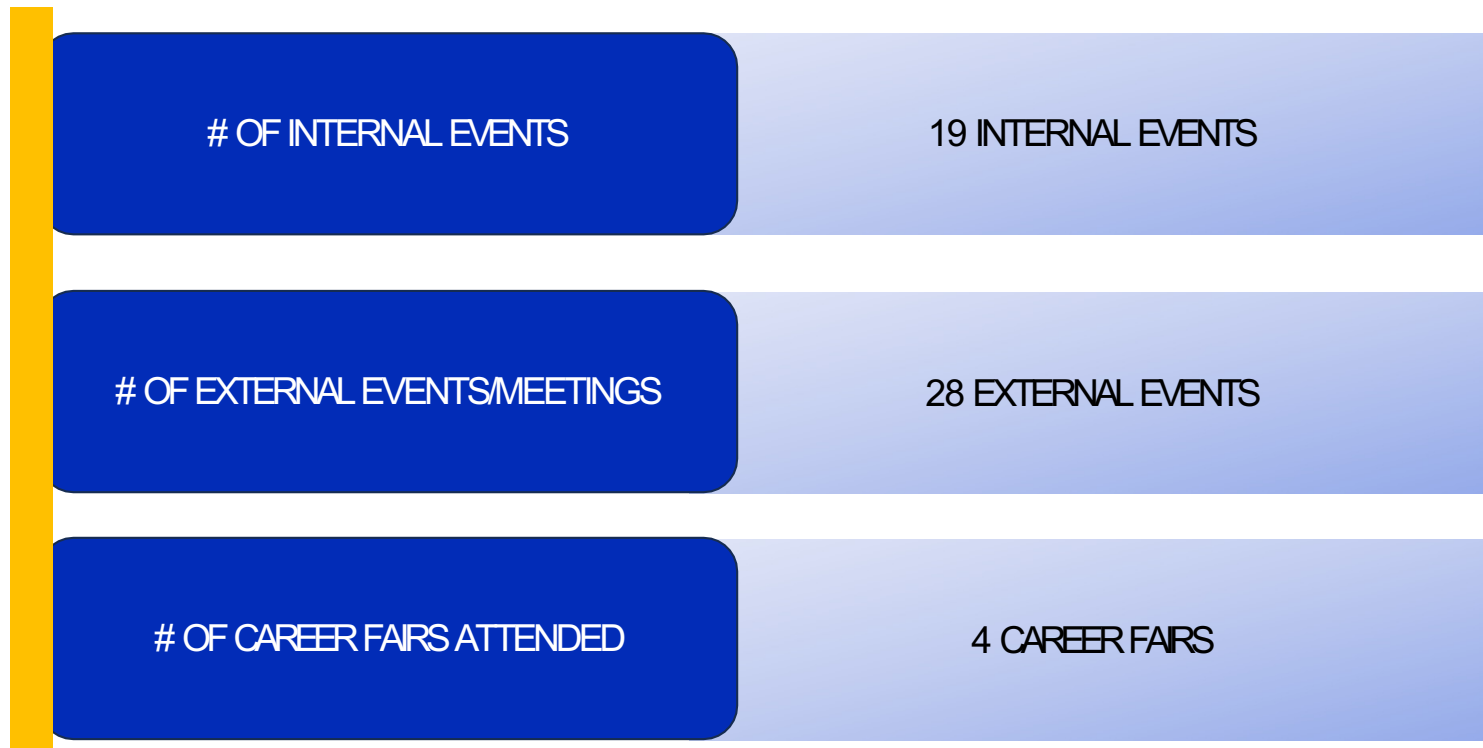 # OF INTERNAL EVENTS
19 INTERNAL EVENTS
# OF EXTERNAL EVENTS/MEETINGS
28 EXTERNAL EVENTS
# OF CAREER FAIRS ATTENDED
4 CAREER FAIRS